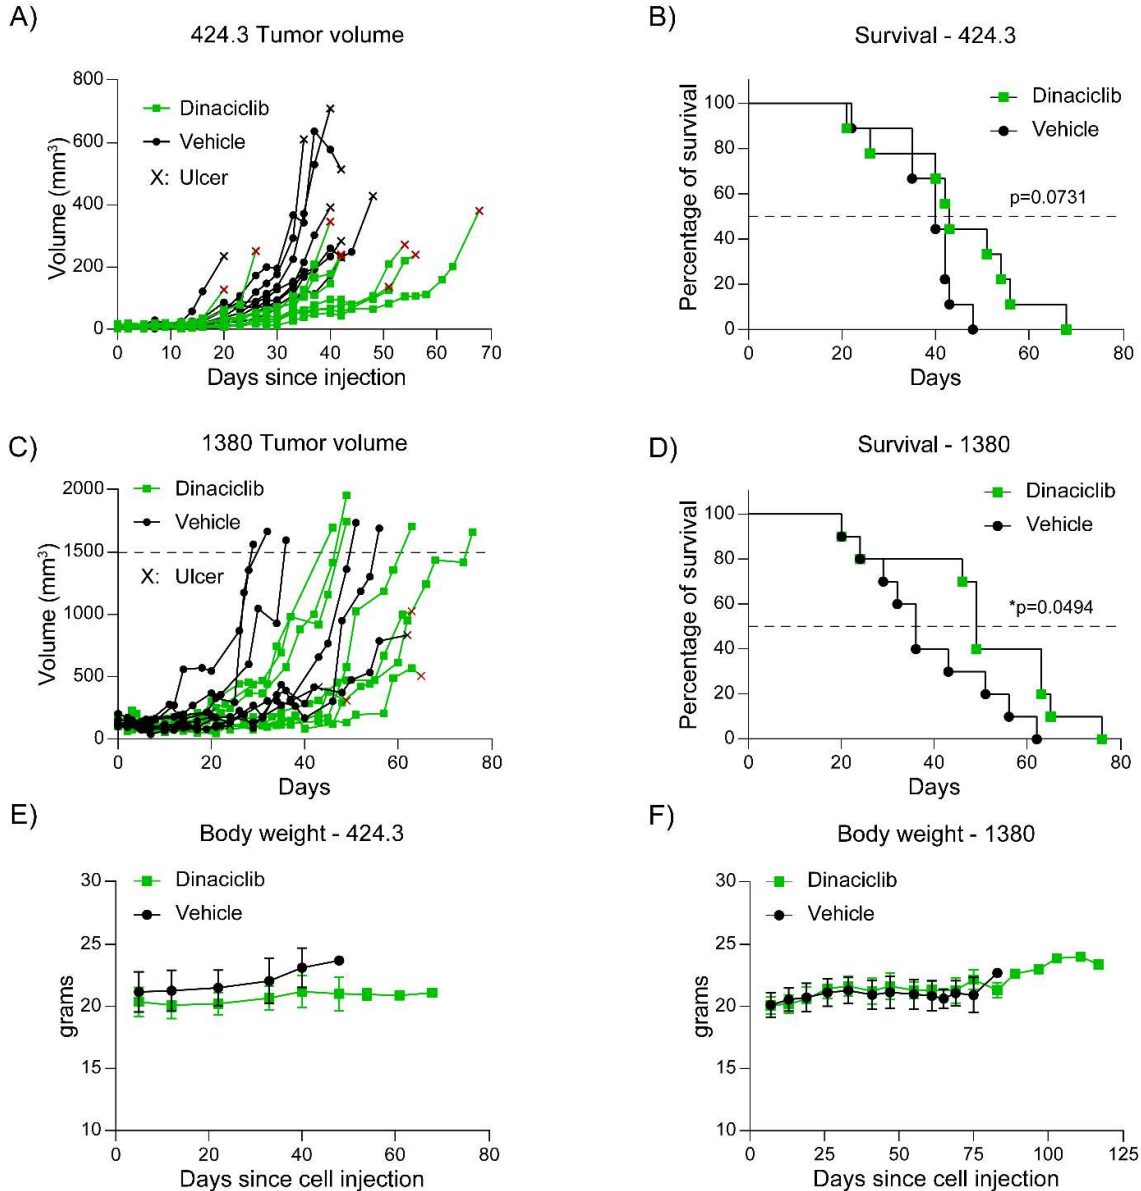 A)
424.3 Tumor volume
800
600
400
200
0
Volume (mm³)
Dinaciclib
Vehicle
X: Ulcer
0 10 20 30 40 50 60 70
Days since injection
B)
Survival - 424.3
100
80
60
40
20
0
Percentage of survival
Dinaciclib
Vehicle
p=0.0731
0 20 40 60 80
Days
C)
1380 Tumor volume
2000
1500
1000
500
0
Volume (mm³)
Dinaciclib
Vehicle
X: Ulcer
0 20 40 60 80
Days
D)
Survival - 1380
100
80
60
40
20
0
Percentage of survival
Dinaciclib
Vehicle
*p=0.0494
0 20 40 60 80
Days
E)
Body weight - 424.3
30
25
20
15
10
grams
Dinaciclib
Vehicle
0 20 40 60 80
Days since cell injection
F)
Body weight - 1380
30
25
20
15
10
grams
Dinaciclib
Vehicle
0 25 50 75 100 125
Days since cell injection